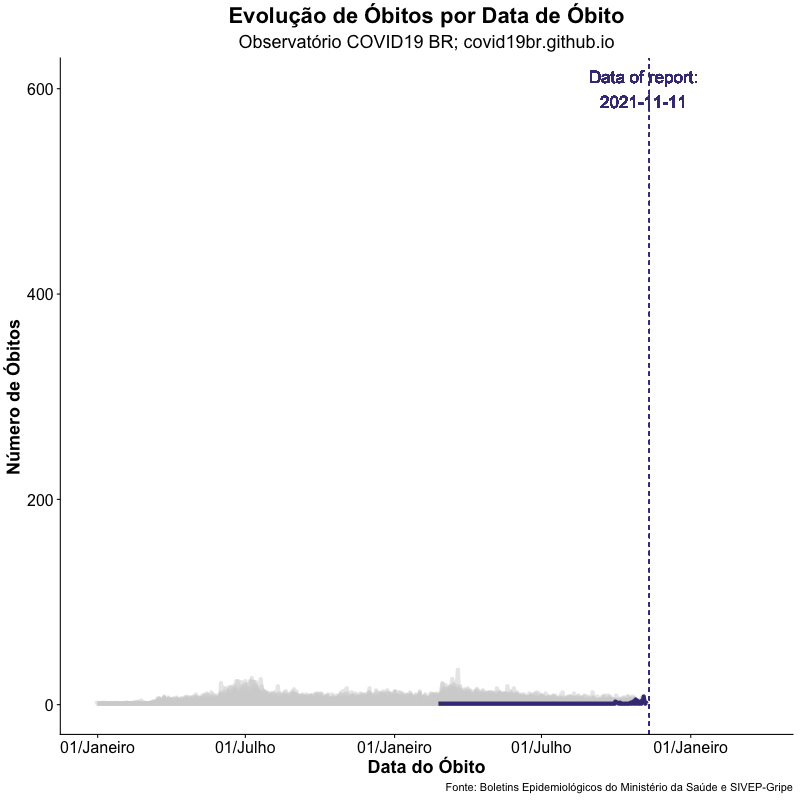 Evolução de Óbitos por Data de Óbito
Observatório COVID19 BR; covid19br.github.io
Data of report:
2021-11-11
600
400
200
0
Número de Óbitos
01/Janeiro 01/Julho 01/Janeiro 01/Julho 01/Janeiro
Data do Óbito
Fonte: Boletins Epidemiológicos do Ministério da Saúde e SIVEP-Gripe